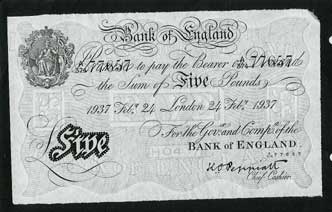 Bank of England
I Promise to pay the Bearer on Demand
the Sum of Five Pounds
1937 Feb.y 24 London 24 Feb.y 1937
For the Gov.r and Comp.a of the
BANK OF ENGLAND.
Five
Chief Cashier.